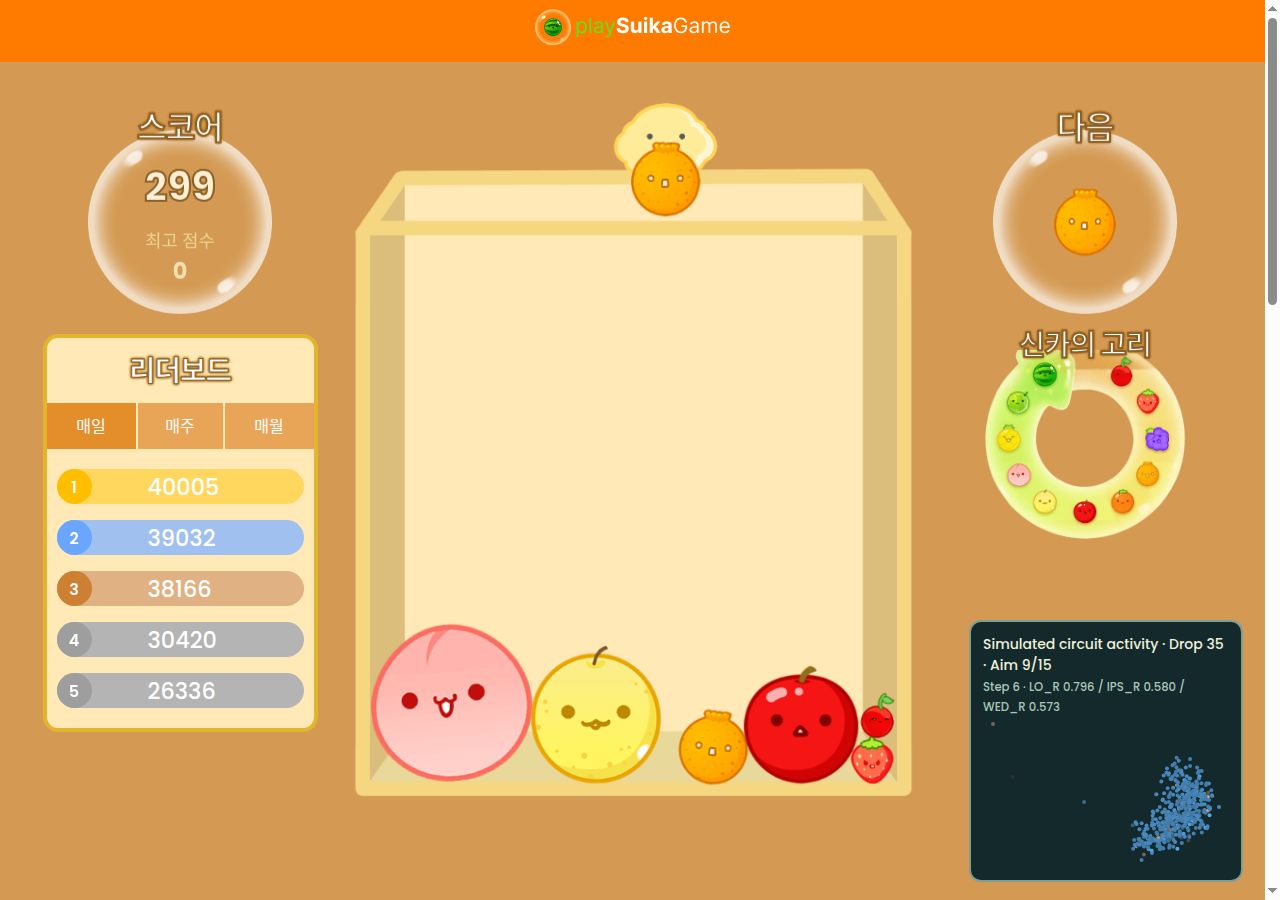 playSuikaGame
스코어
299
최고 점수
0
다음
리더보드
매일 매주 매월
1 40005
2 39032
3 38166
4 30420
5 26336
신카의 고리
Simulated circuit activity · Drop 35
· Aim 9/15
Step 6 · LO_R 0.796 / IPS_R 0.580 /
WED_R 0.573